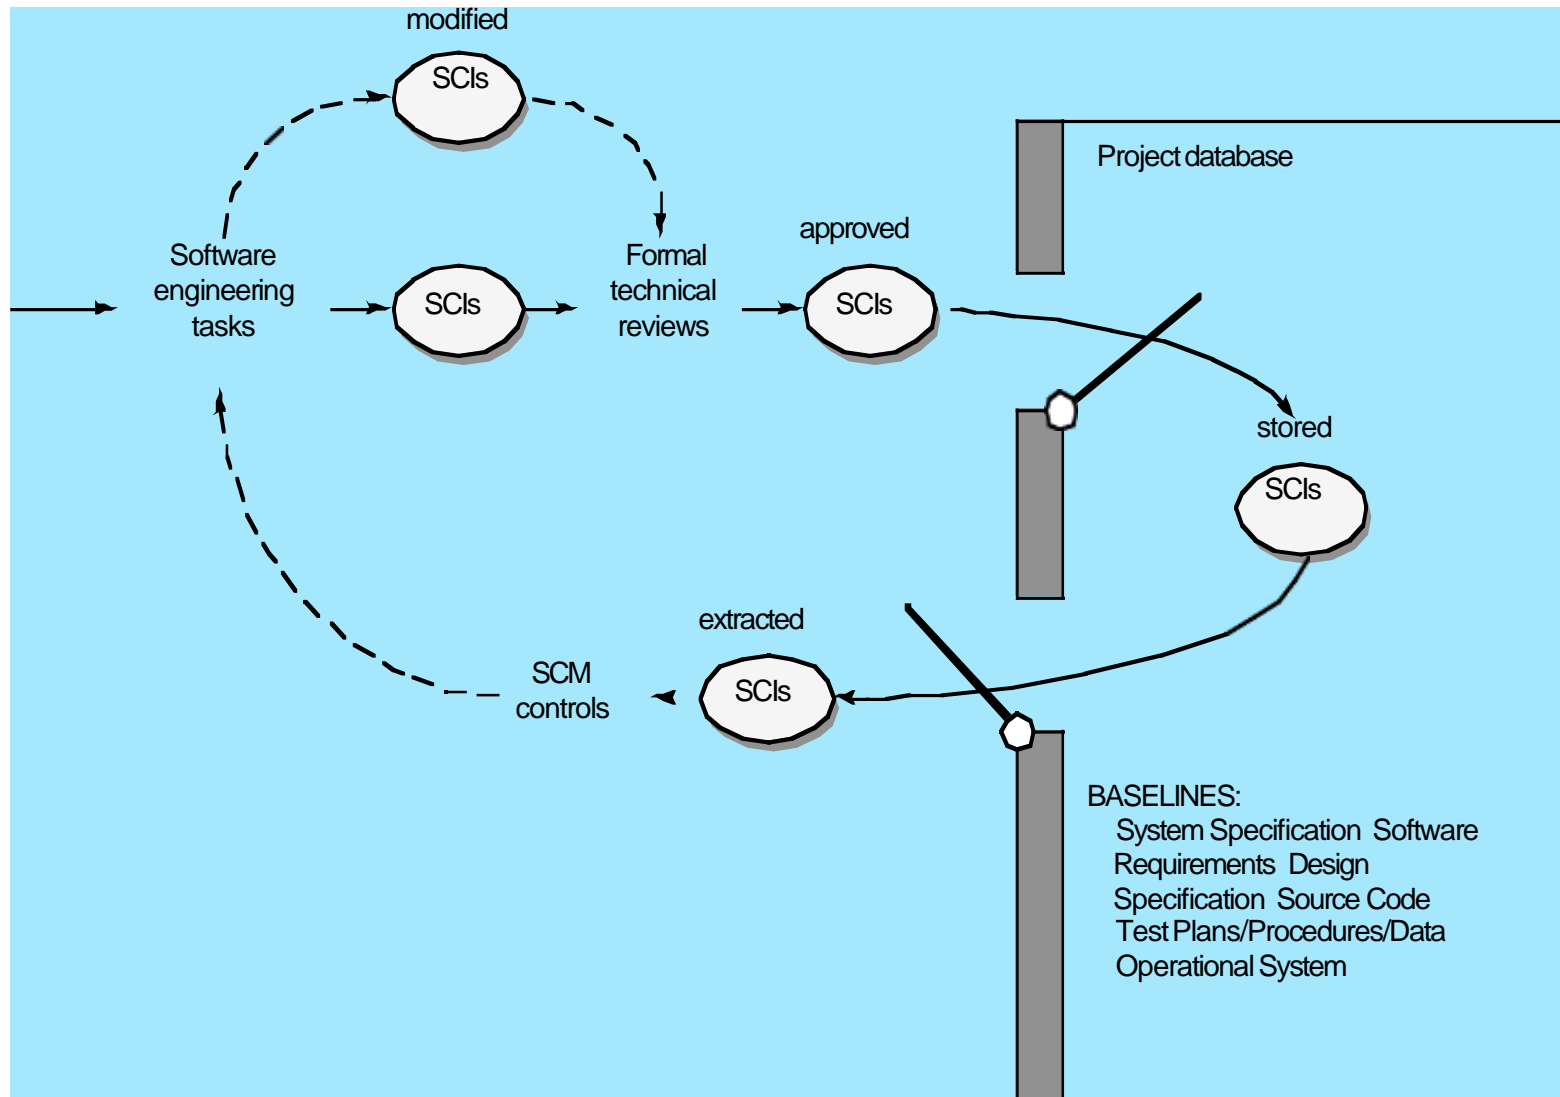 modified
SCIs
Project database
approved
Software
engineering
tasks
SCIs
Formal
technical
reviews
SCIs
stored
SCIs
extracted
SCIs
SCM
controls
BASELINES:
System Specification Software
Requirements Design
Specification Source Code
Test Plans/Procedures/Data
Operational System